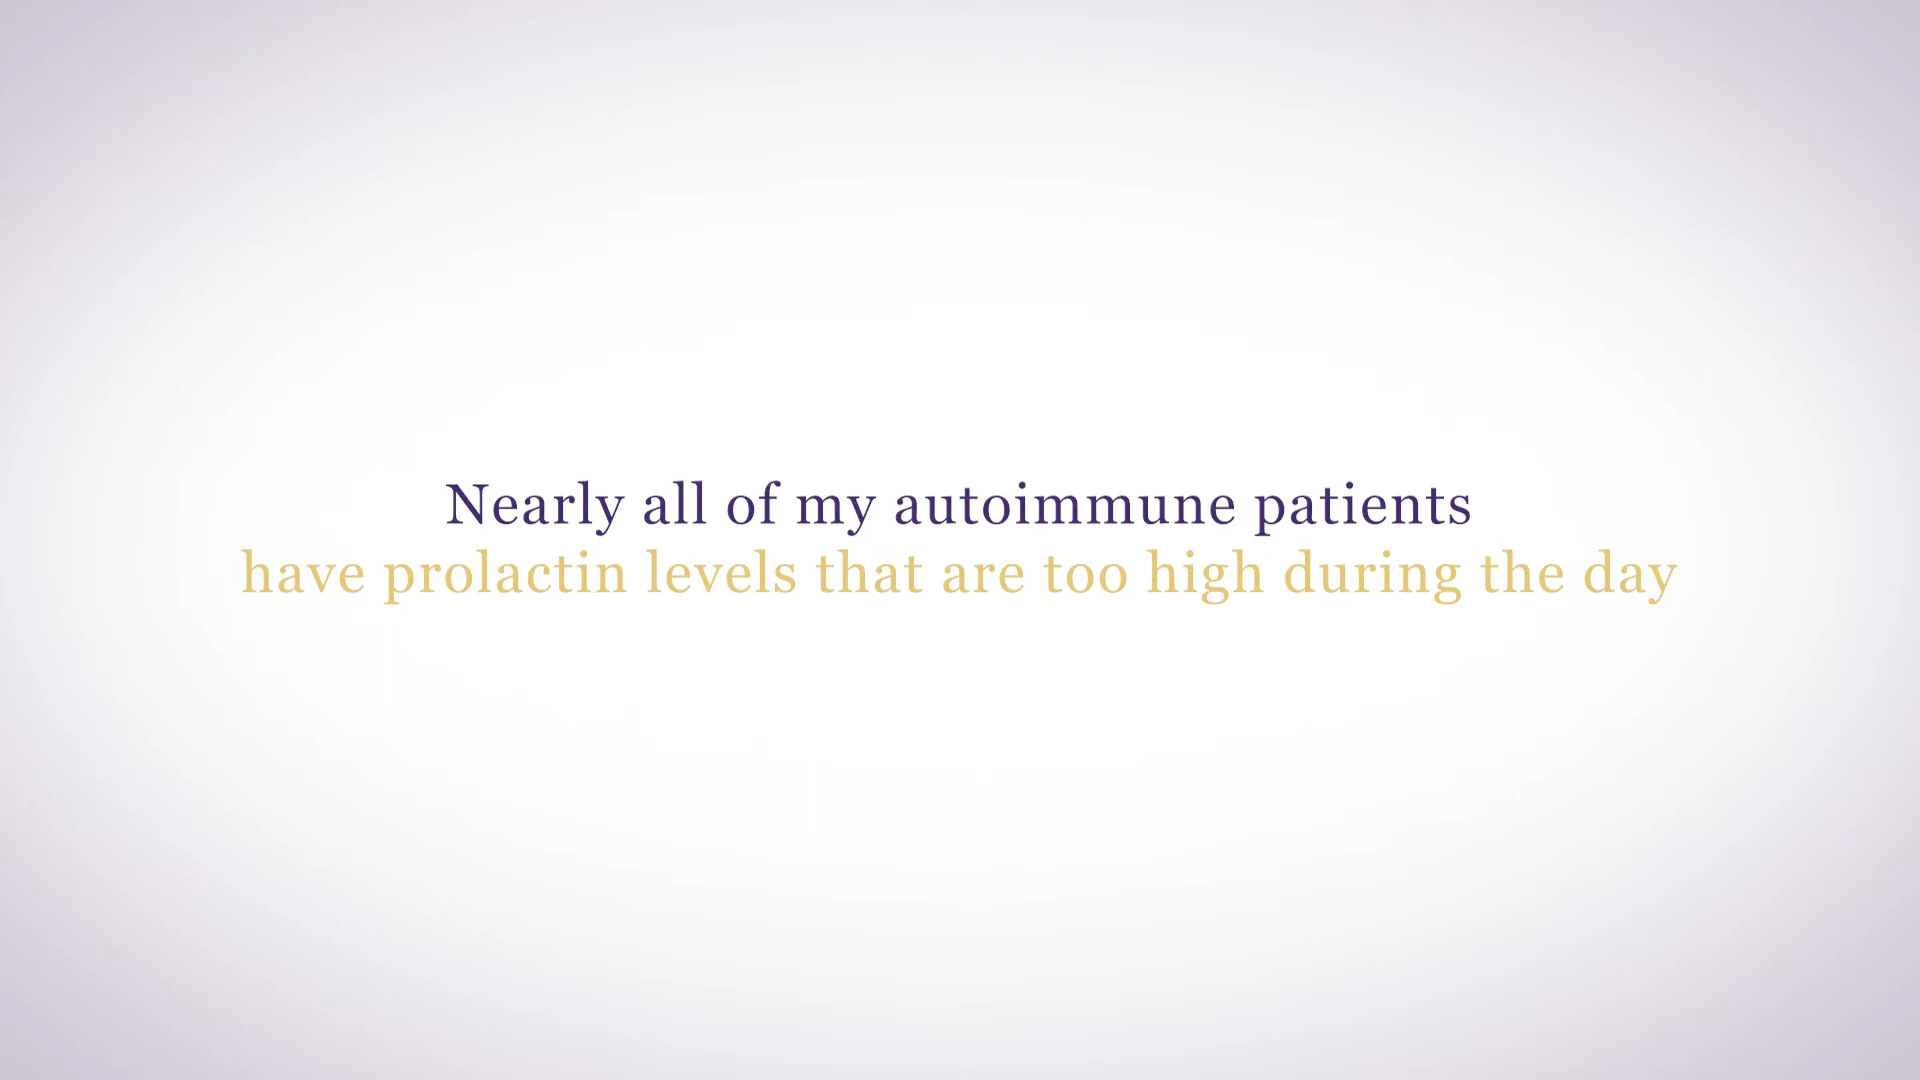 Nearly all of my autoimmune patients
have prolactin levels that are too high during the day